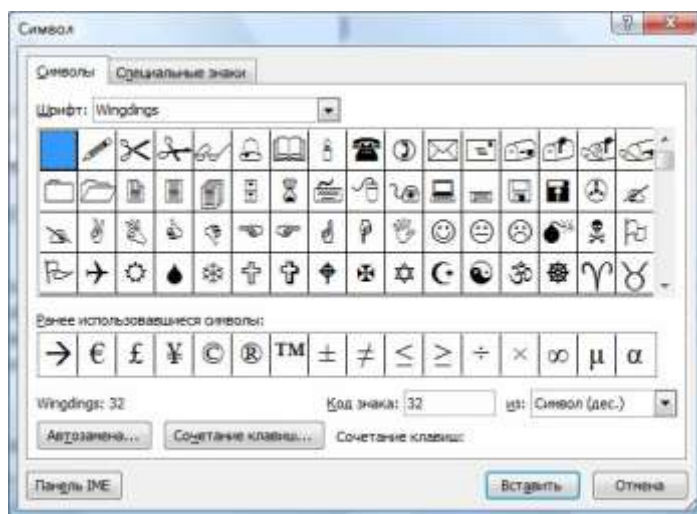 Символ
Символы Специальные знаки
Шрифт: Wingdings
Ранее использовавшиеся символы:
→ € £ ¥ © ® ™ ± ≠ ≤ ≥ ÷ × ∞ µ α
Wingdings: 32 Код знака: 32 из: Символ (дес.)
Автозамена... Сочетание клавиш... Сочетание клавиш:
Панель IME Вставить Отмена